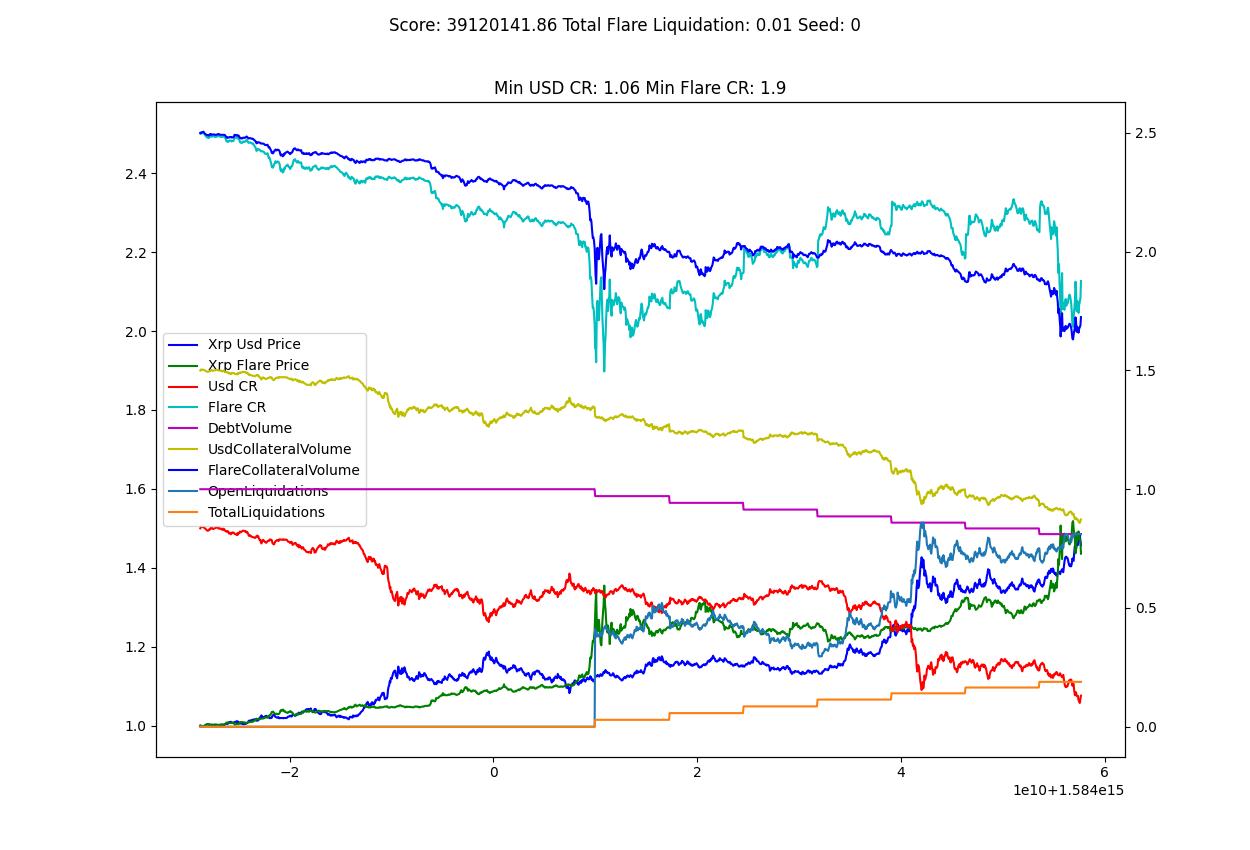 Score: 39120141.86 Total Flare Liquidation: 0.01 Seed: 0
Min USD CR: 1.06 Min Flare CR: 1.9
2.4
2.2
2.0
1.8
1.6
1.4
1.2
1.0
2.5
2.0
1.5
1.0
0.5
0.0
Xrp Usd Price
Xrp Flare Price
Usd CR
Flare CR
DebtVolume
UsdCollateralVolume
FlareCollateralVolume
OpenLiquidations
TotalLiquidations
−2 0 2 4 6
1e10+1.584e15